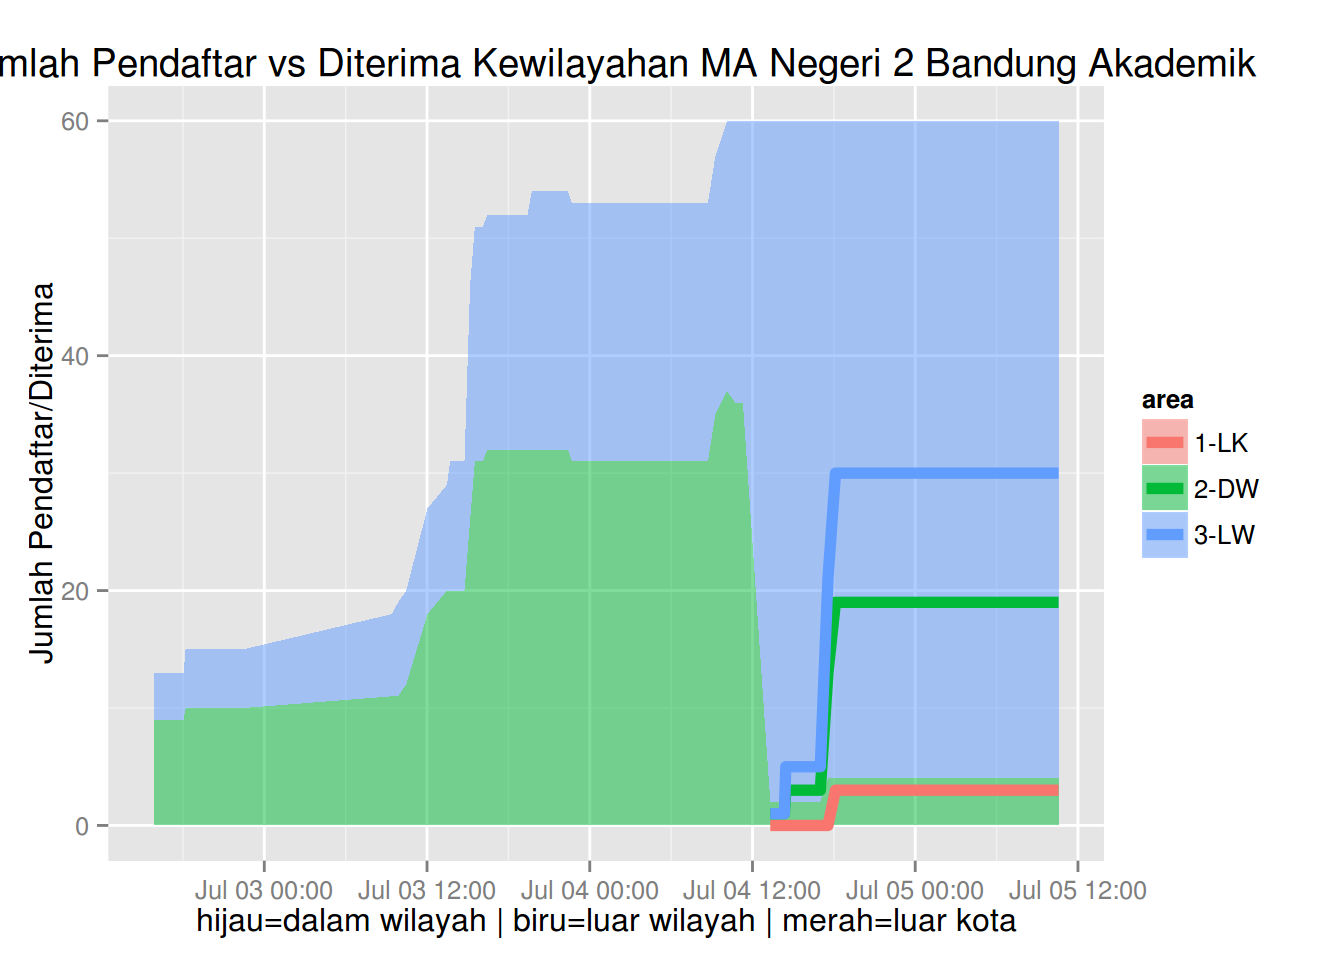 mlah Pendaftar vs Diterima Kewilayahan MA Negeri 2 Bandung Akademik
Jumlah Pendaftar/Diterima
60
40
20
0
Jul 03 00:00 Jul 03 12:00 Jul 04 00:00 Jul 04 12:00 Jul 05 00:00 Jul 05 12:00
hijau=dalam wilayah | biru=luar wilayah | merah=luar kota
area
1-LK
2-DW
3-LW